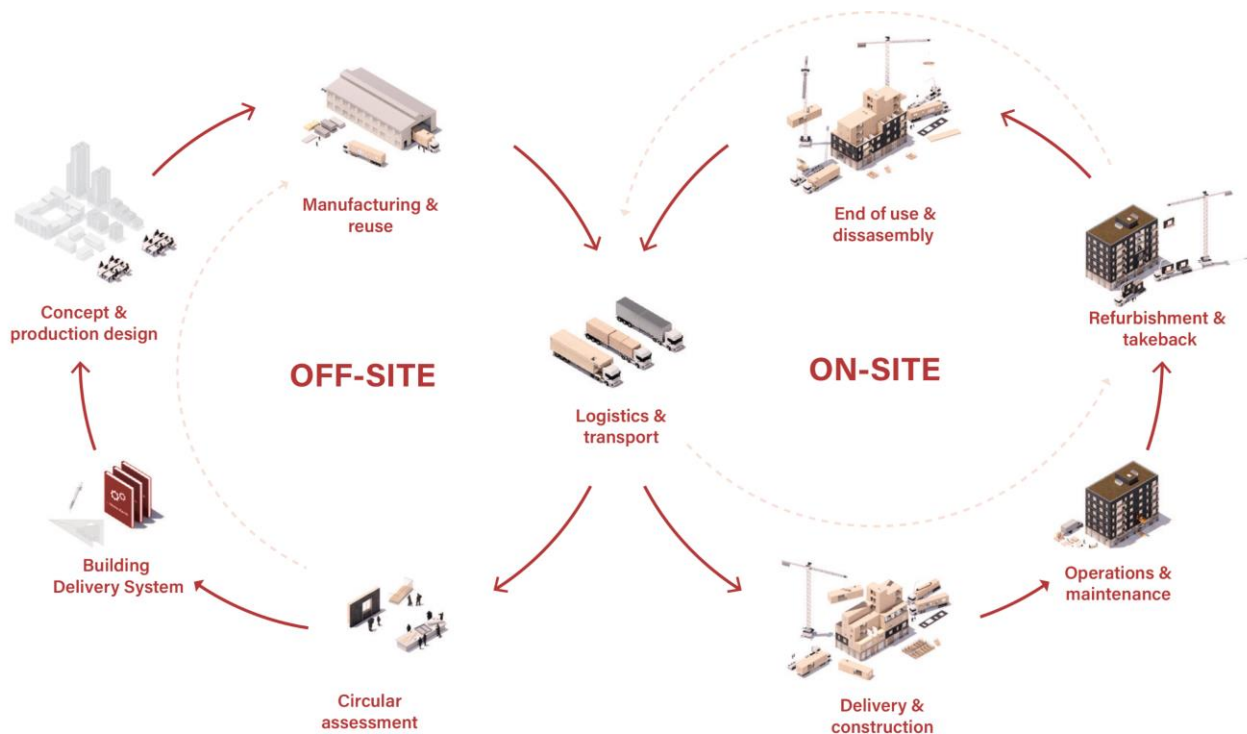 Manufacturing &
reuse
End of use &
dissasembly
Concept &
production design
Refurbishment &
takeback
OFF-SITE
ON-SITE
Logistics &
transport
Building
Delivery System
Operations &
maintenance
Circular
assessment
Delivery &
construction